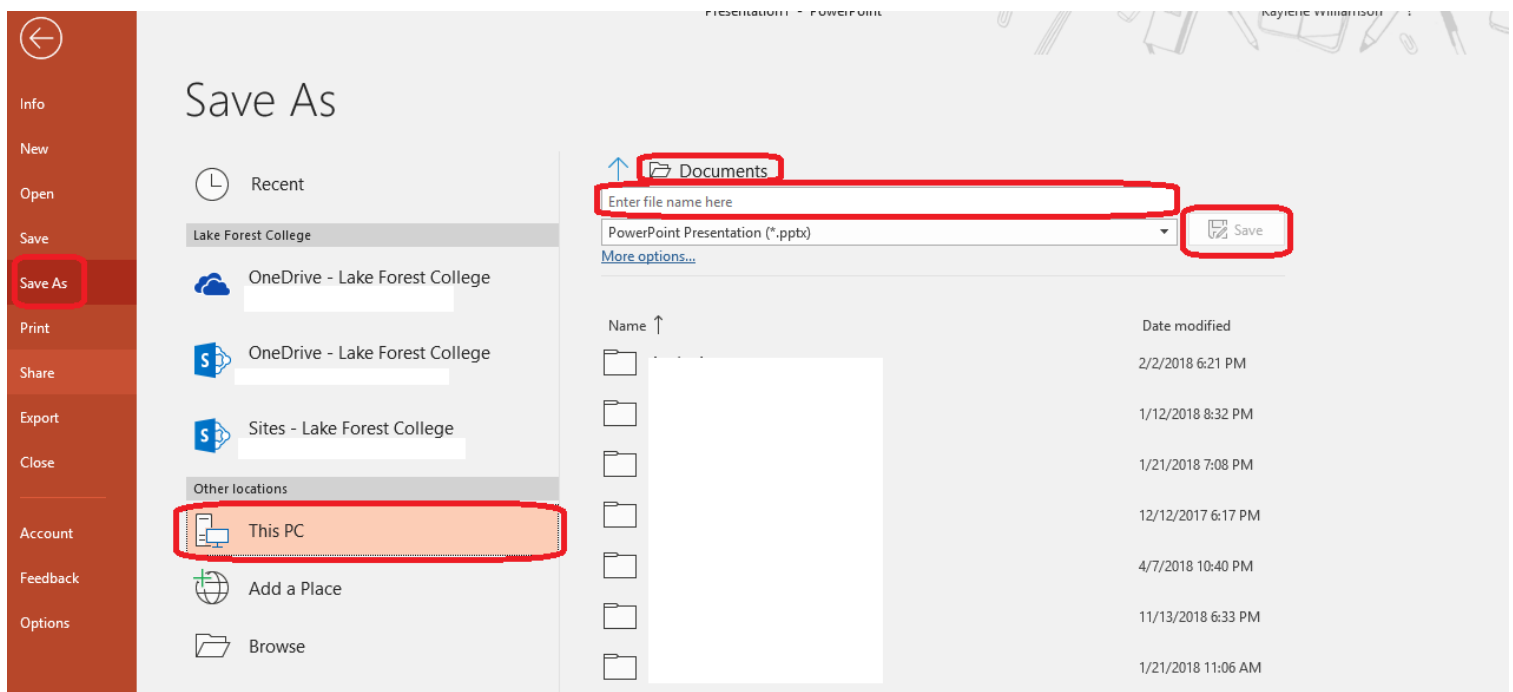 Presentation1 - PowerPoint
Kaylene Williamson ?
Info
New
Open
Save
Save As
Print
Share
Export
Close
Account
Feedback
Options
Save As
Recent
Lake Forest College
OneDrive - Lake Forest College
OneDrive - Lake Forest College
Sites - Lake Forest College
Other locations
This PC
Add a Place
Browse
Documents
Enter file name here
PowerPoint Presentation (*.pptx)
Save
More options...
Name Date modified
2/2/2018 6:21 PM
1/12/2018 8:32 PM
1/21/2018 7:08 PM
12/12/2017 6:17 PM
4/7/2018 10:40 PM
11/13/2018 6:33 PM
1/21/2018 11:06 AM